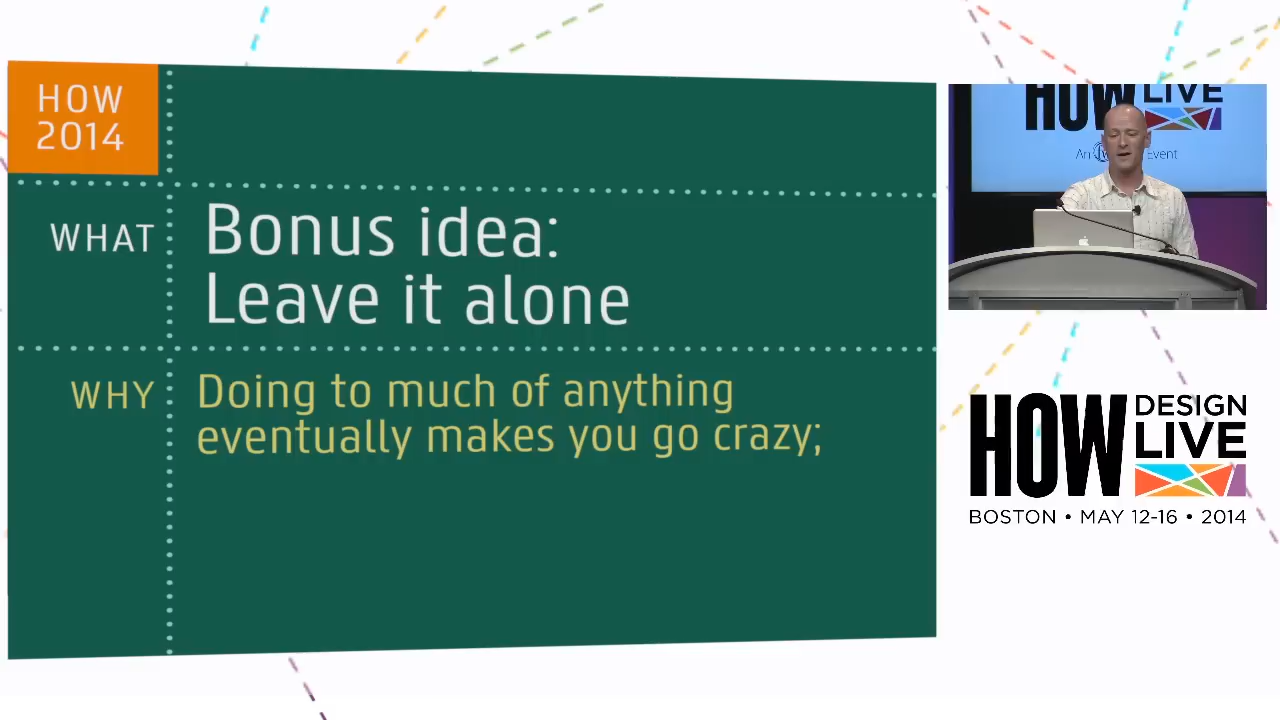 HOW
2014
WHAT
Bonus idea:
Leave it alone
WHY
Doing to much of anything
eventually makes you go crazy;
HOW
LIVE
An
Event
HOW
DESIGN
LIVE
BOSTON • MAY 12-16 • 2014